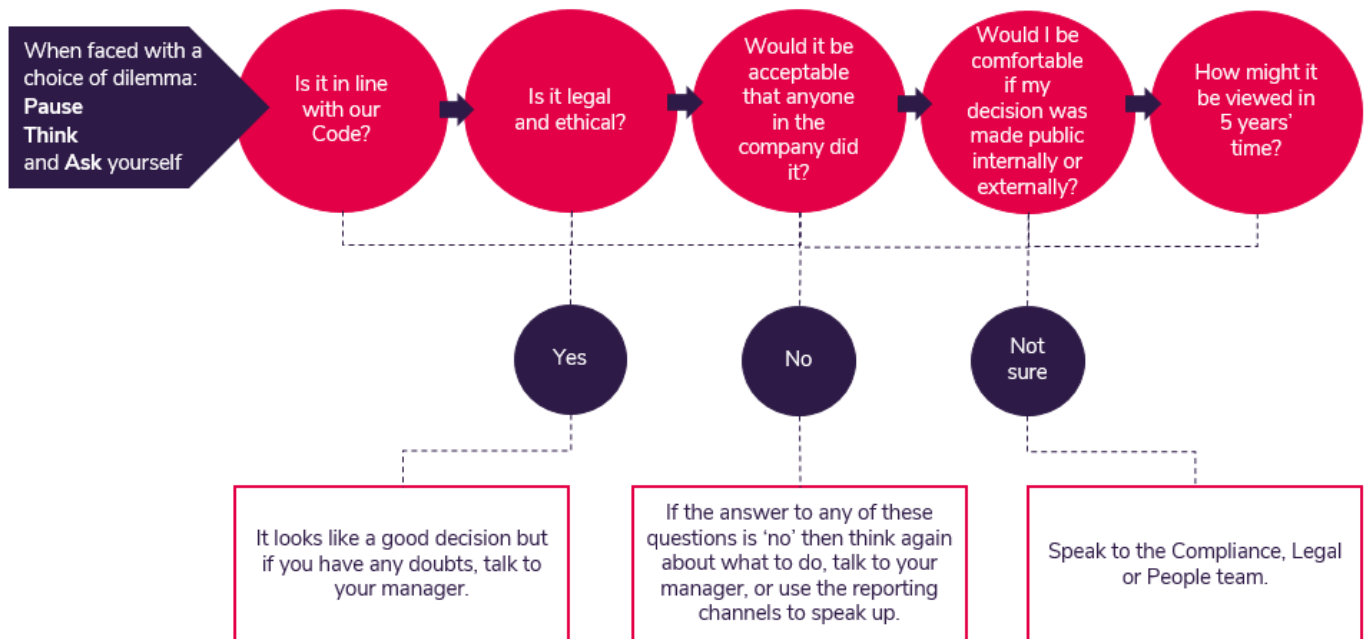 When faced with a
choice of dilemma:
Pause
Think
and Ask yourself
Is it in line
with our
Code?
Is it legal
and ethical?
Would it be
acceptable
that anyone
in the
company did
it?
Would I be
comfortable
if my
decision was
made public
internally or
externally?
How might it
be viewed in
5 years'
time?
Yes
No
Not
sure
It looks like a good decision but
if you have any doubts, talk to
your manager.
If the answer to any of these
questions is 'no' then think again
about what to do, talk to your
manager, or use the reporting
channels to speak up.
Speak to the Compliance, Legal
or People team.